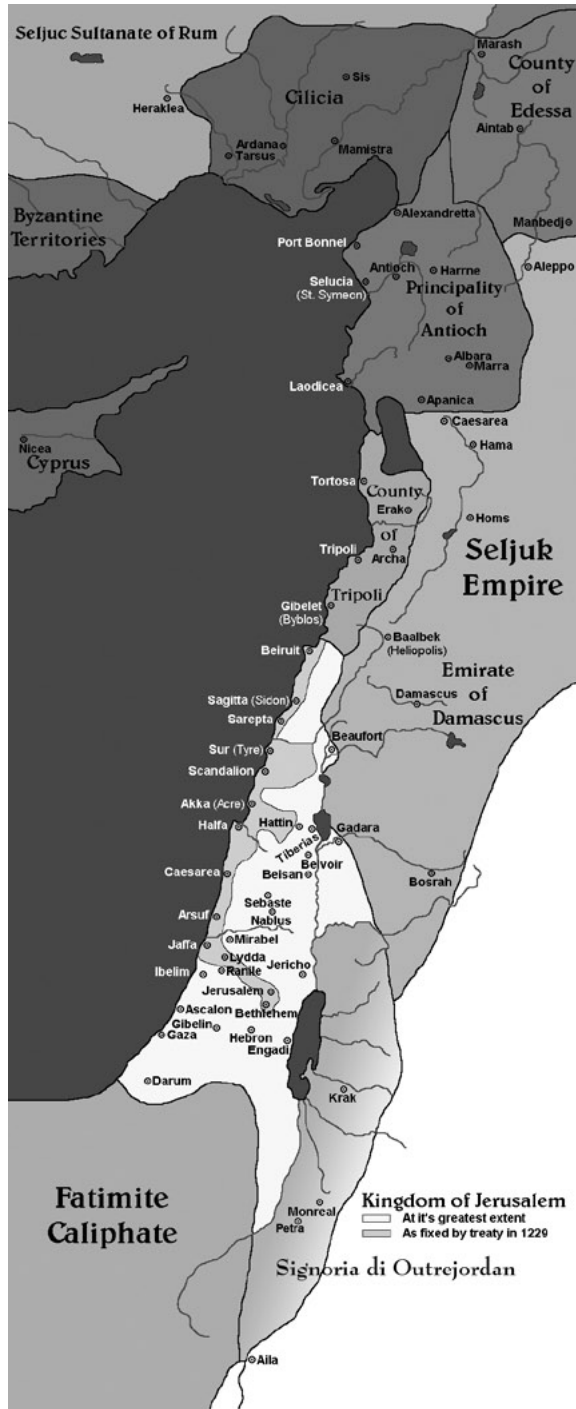 Seljuc Sultanate of Rum
Marash
County
of
Edessa
Sis
Cilicia
Heraklea
Aintab
Ardana
Tarsus
Mamistra
Byzantine
Territories
Alexandretta
Manbedj
Port Bonnel
Antioch
Harrne
Aleppo
Selucia
(St. Symeon)
Principality
of
Antioch
Albara
Marra
Laodicea
Apanica
Caesarea
Nicea
Cyprus
Hama
Tortosa
County
of
Tripoli
Erak
Homs
Archa
Tripoli
Seljuk
Empire
Gibelet
(Byblos)
Baalbek
(Heliopolis)
Beiruit
Emirate
of
Damascus
Damascus
Sagitta (Sidon)
Sarepta
Beaufort
Sur (Tyre)
Scandalion
Akka (Acre)
Halfa
Hattin
Tiberias
Gadara
Belvoir
Caesarea
Beisan
Bosrah
Sebaste
Nablus
Arsuf
Mirabel
Jaffa
Lydda
Ramle
Jericho
Ibelim
Jerusalem
Bethlehem
Ascalon
Gibelin
Gaza
Hebron
Engadi
Darum
Krak
Fatimite
Caliphate
Kingdom of Jerusalem
At it's greatest extent
As fixed by treaty in 1229
Monreal
Petra
Signoria di Outrejordan
Aila